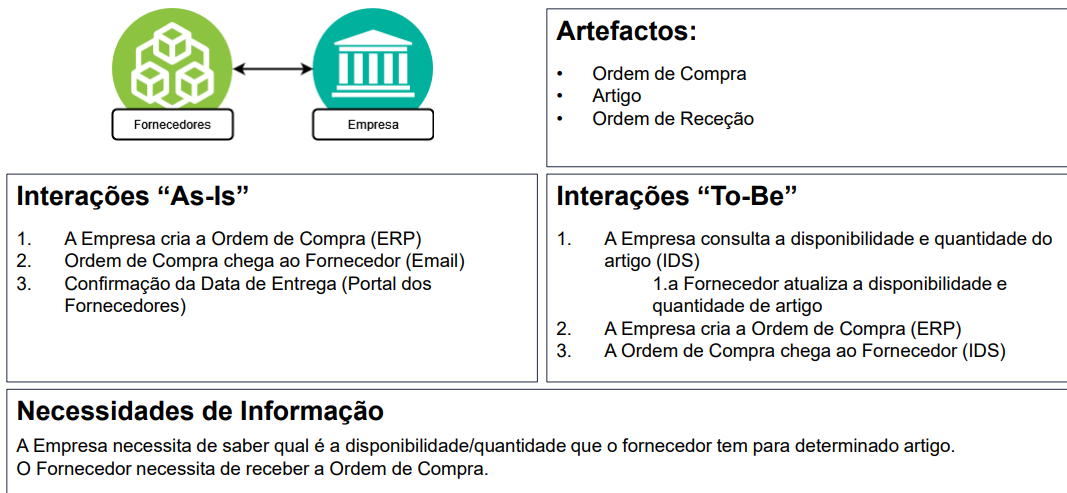 Fornecedores
Empresa
Artefactos:
• Ordem de Compra
• Artigo
• Ordem de Receção
Interações “As-Is”
1. A Empresa cria a Ordem de Compra (ERP)
2. Ordem de Compra chega ao Fornecedor (Email)
3. Confirmação da Data de Entrega (Portal dos
Fornecedores)
Interações “To-Be”
1. A Empresa consulta a disponibilidade e quantidade do
artigo (IDS)
1.a Fornecedor atualiza a disponibilidade e
quantidade de artigo
2. A Empresa cria a Ordem de Compra (ERP)
3. A Ordem de Compra chega ao Fornecedor (IDS)
Necessidades de Informação
A Empresa necessita de saber qual é a disponibilidade/quantidade que o fornecedor tem para determinado artigo.
O Fornecedor necessita de receber a Ordem de Compra.